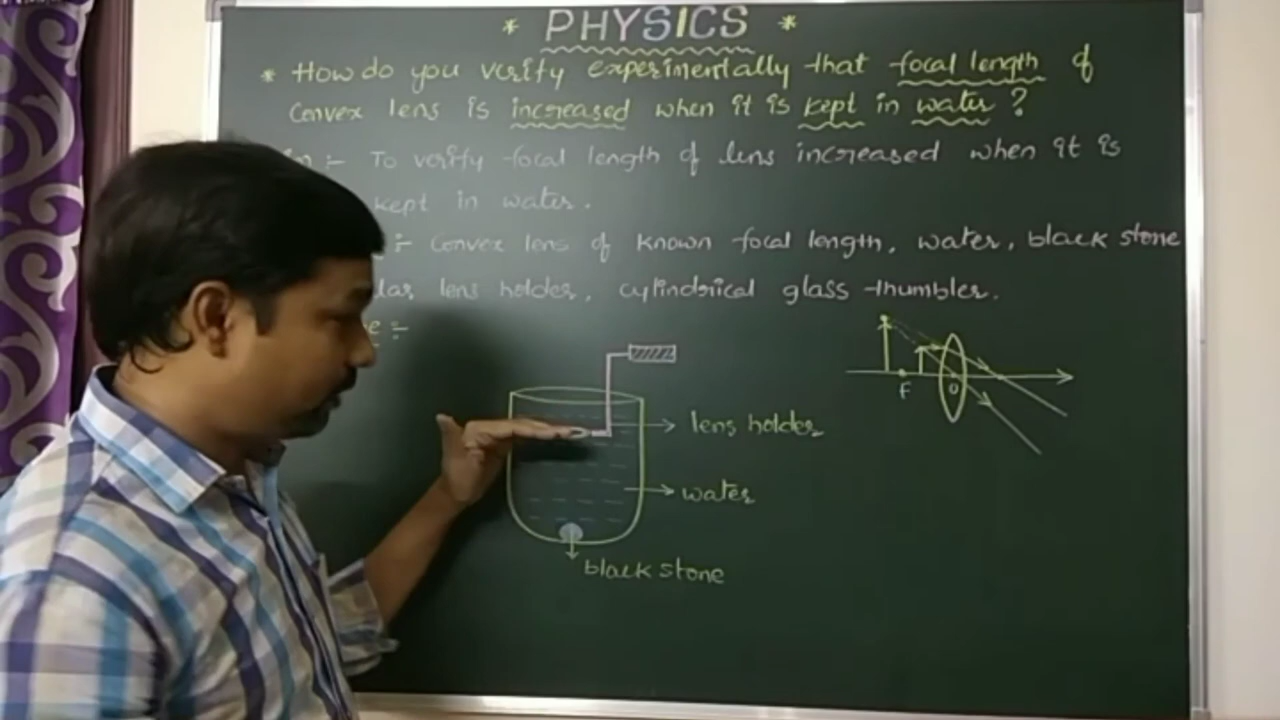 * PHYSICS *
* How do you verify experimentally that focal length of
Convex lens is increased when it is kept in water ?
:- To verify focal length of lens increased when it is
kept in water.
:- Convex lens of known focal length, water, black stone
lar lens holder, cylindrical glass thumbler.
e :-
F
O
lens holder
water
black stone